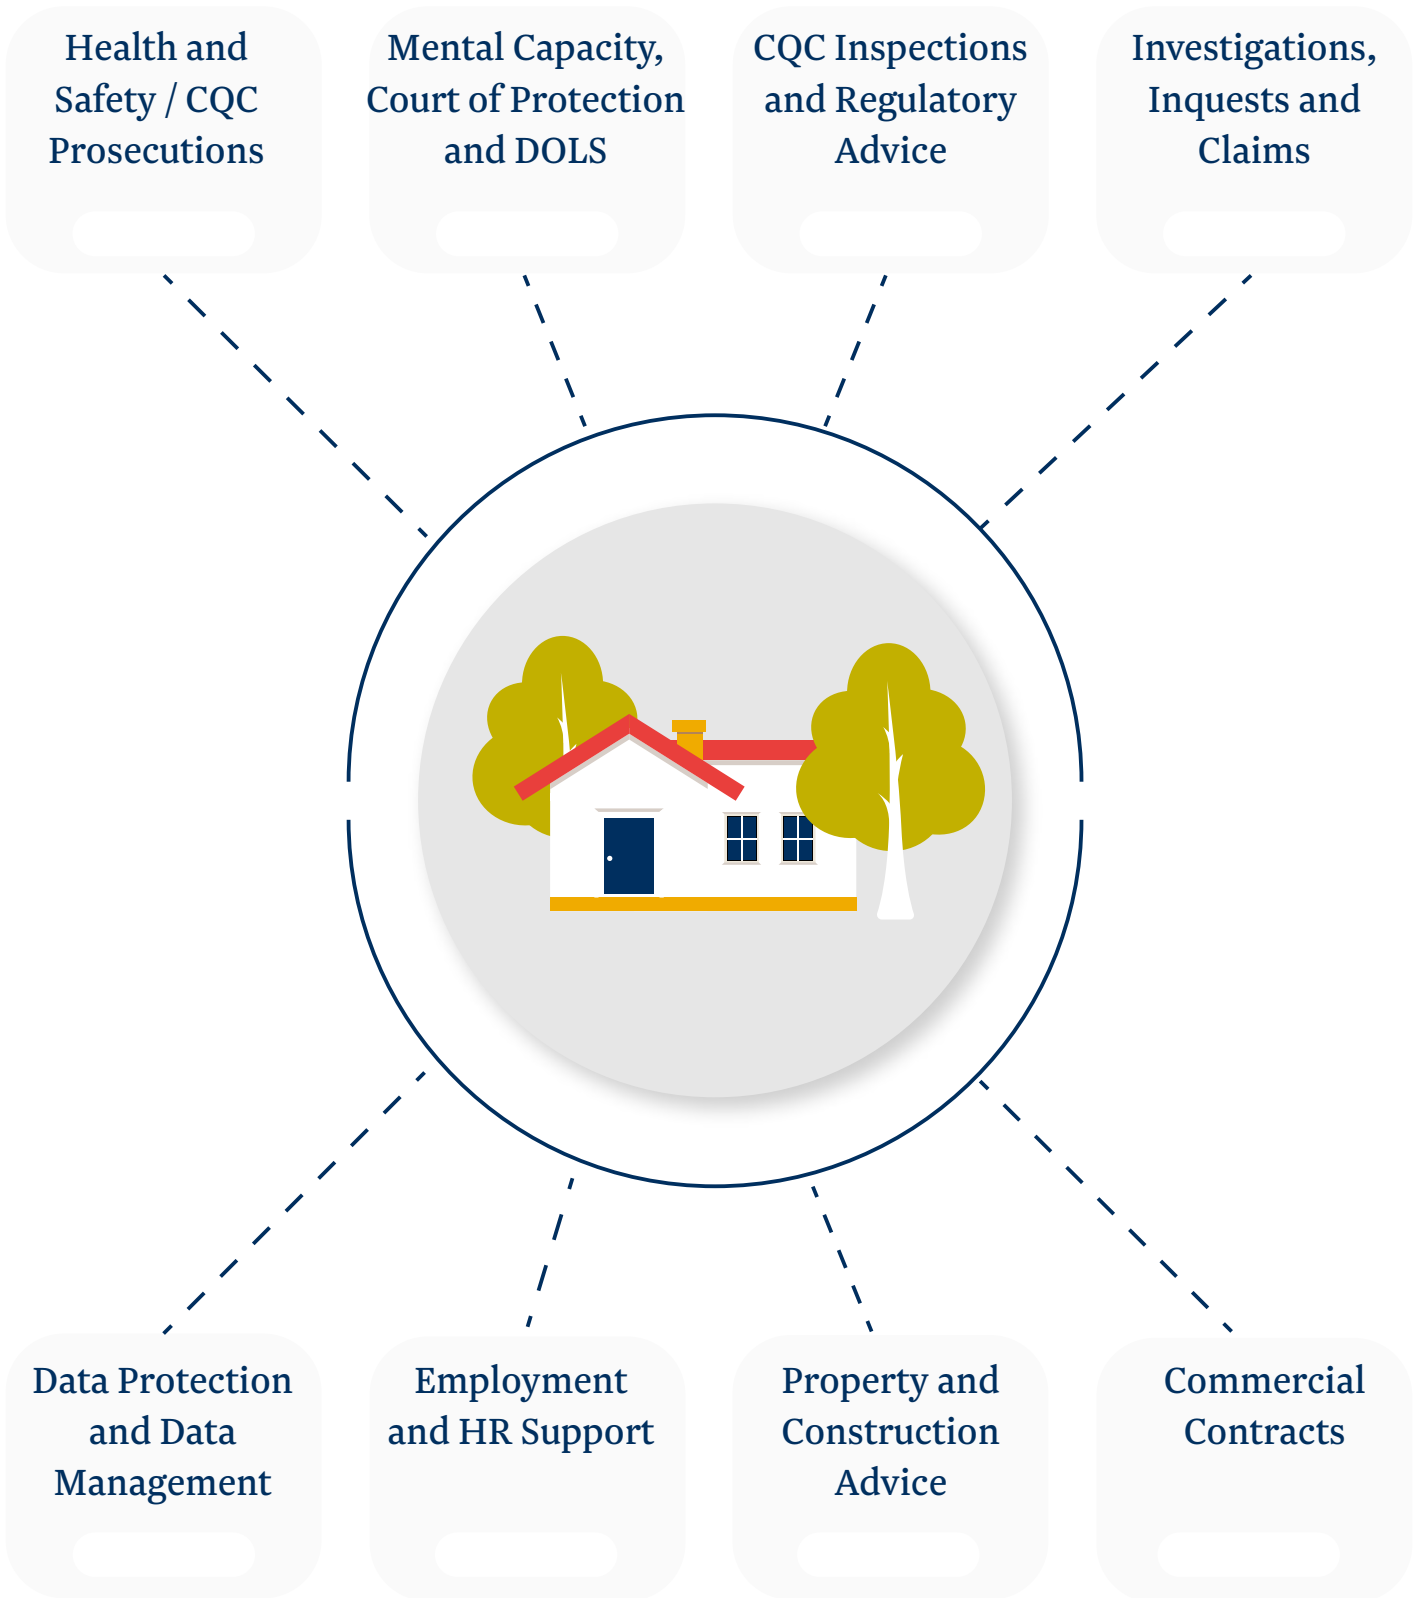 Health and
Safety / CQC
Prosecutions
Mental Capacity,
Court of Protection
and DOLS
CQC Inspections
and Regulatory
Advice
Investigations,
Inquests and
Claims
Data Protection
and Data
Management
Employment
and HR Support
Property and
Construction
Advice
Commercial
Contracts